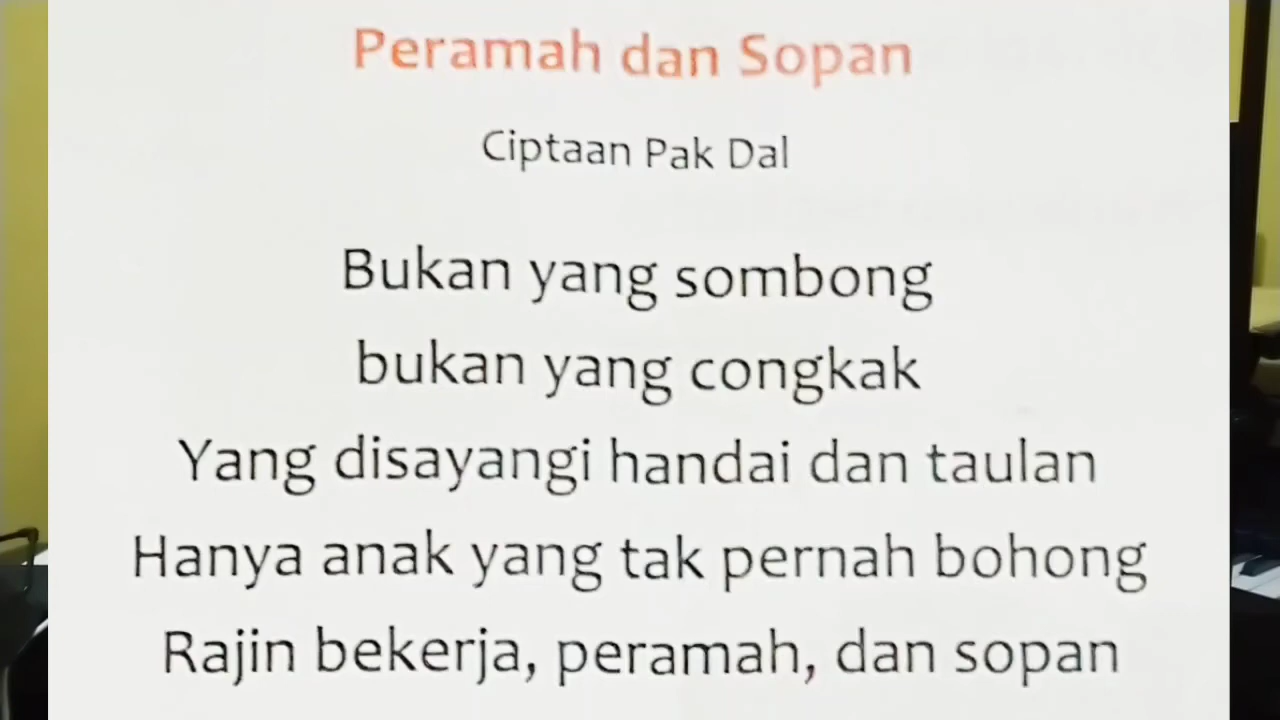 Peramah dan Sopan
Ciptaan Pak Dal
Bukan yang sombong
bukan yang congkak
Yang disayangi handai dan taulan
Hanya anak yang tak pernah bohong
Rajin bekerja, peramah, dan sopan